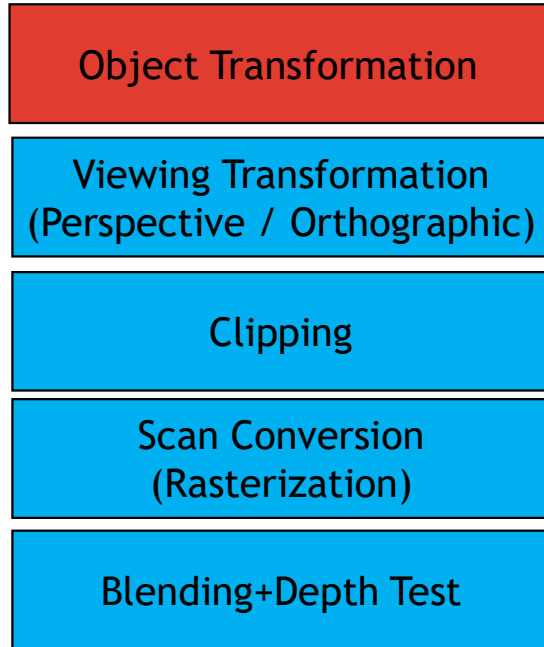 Object Transformation
Viewing Transformation
(Perspective / Orthographic)
Clipping
Scan Conversion
(Rasterization)
Blending+Depth Test